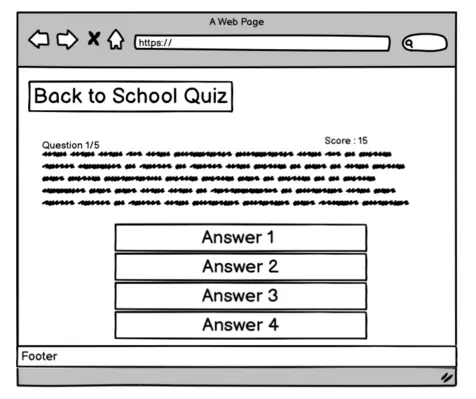 A Web Page
https://
Back to School Quiz
Question 1/5
Score : 15
Answer 1
Answer 2
Answer 3
Answer 4
Footer